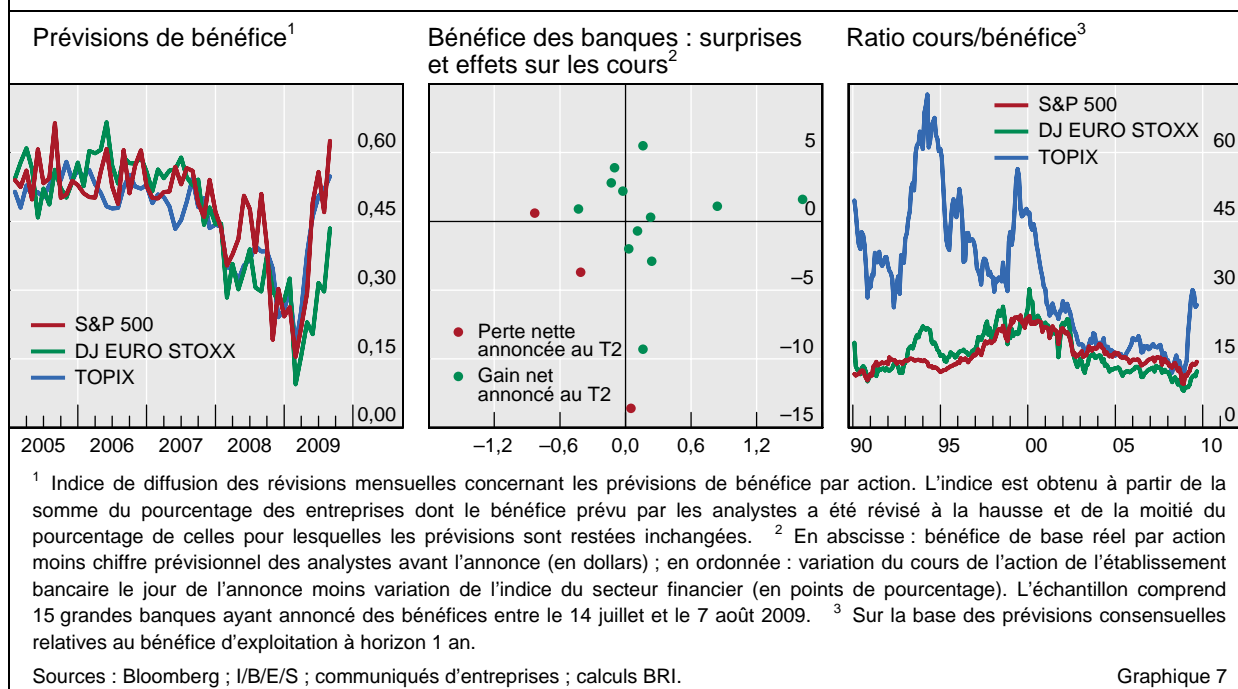 Prévisions de bénéfice1
0,60
0,45
0,30
0,15
0,00
S&P 500
DJ EURO STOXX
TOPIX
2005 2006 2007 2008 2009
Bénéfice des banques : surprises
et effets sur les cours2
5
0
–5
–10
–15
Perte nette
annoncée au T2
Gain net
annoncé au T2
–1,2 –0,6 0,0 0,6 1,2
Ratio cours/bénéfice3
S&P 500
DJ EURO STOXX
TOPIX
60
45
30
15
0
90 95 00 05 10
1 Indice de diffusion des révisions mensuelles concernant les prévisions de bénéfice par action. L'indice est obtenu à partir de la
somme du pourcentage des entreprises dont le bénéfice prévu par les analystes a été révisé à la hausse et de la moitié du
pourcentage de celles pour lesquelles les prévisions sont restées inchangées. 2 En abscisse : bénéfice de base réel par action
moins chiffre prévisionnel des analystes avant l'annonce (en dollars) ; en ordonnée : variation du cours de l'action de l'établissement
bancaire le jour de l'annonce moins variation de l'indice du secteur financier (en points de pourcentage). L'échantillon comprend
15 grandes banques ayant annoncé des bénéfices entre le 14 juillet et le 7 août 2009. 3 Sur la base des prévisions consensuelles
relatives au bénéfice d'exploitation à horizon 1 an.
Sources : Bloomberg ; I/B/E/S ; communiqués d'entreprises ; calculs BRI. Graphique 7